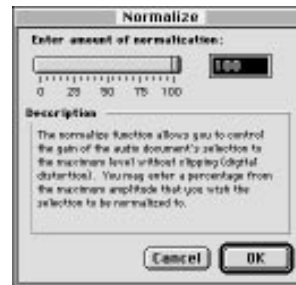 Normalize
Enter amount of normalization:
100
0 25 50 75 100
Description
The normalize function allows you to control
the gain of the audio document's selection to
the maximum level without clipping (digital
distortion). You may enter a percentage from
the maximum amplitude that you wish the
selection to be normalized to.
Cancel OK